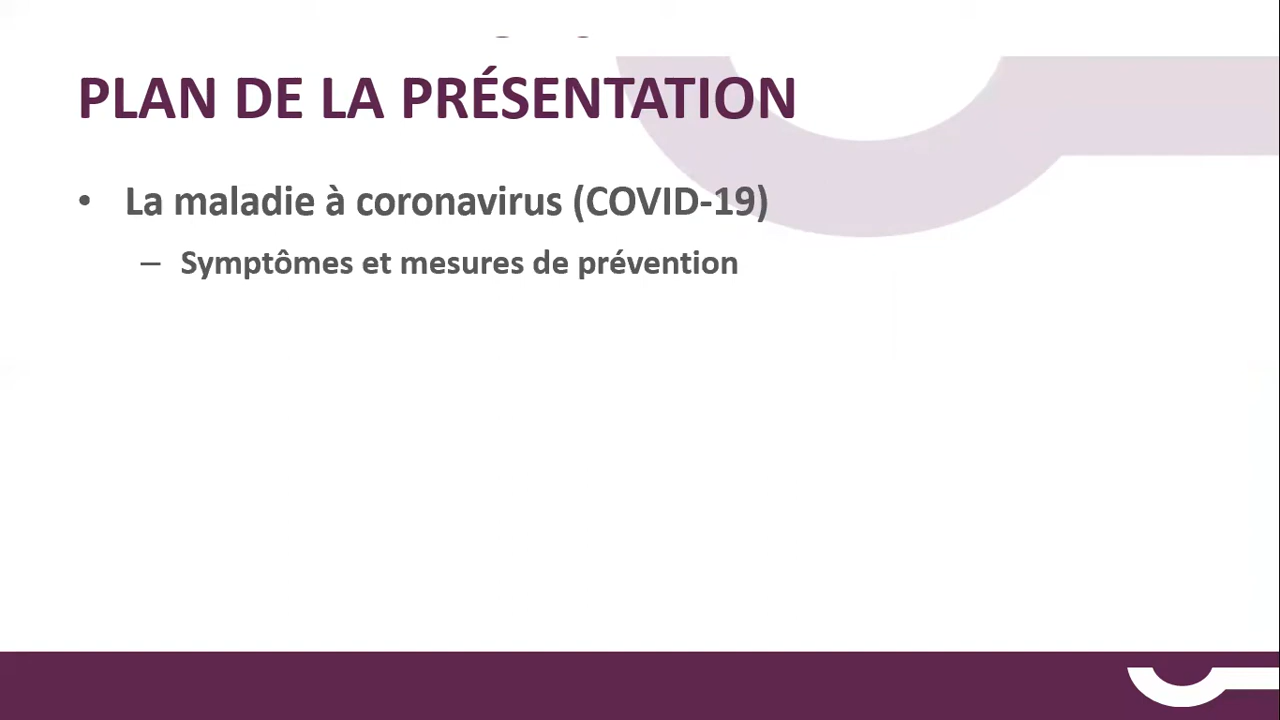 PLAN DE LA PRÉSENTATION
• La maladie à coronavirus (COVID-19)
– Symptômes et mesures de prévention